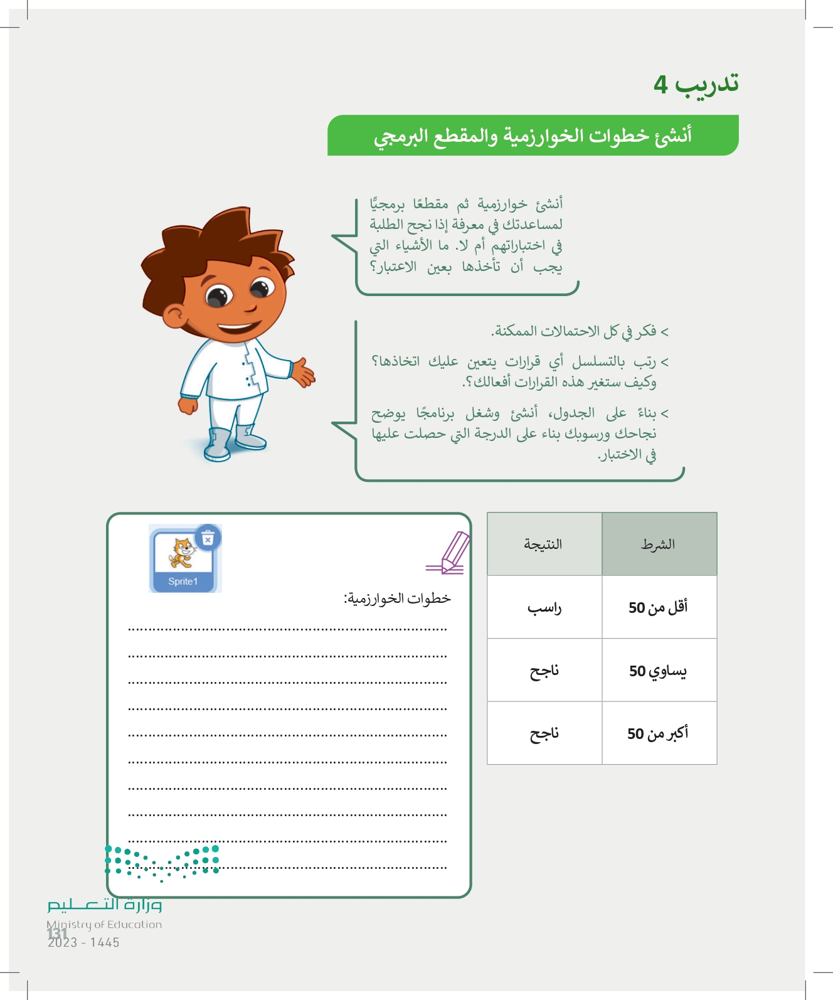 تدريب 4
أنشئ خطوات الخوارزمية والمقطع البرمجي
أنشئ خوارزمية ثم مقطعًا برمجيًّا
لمساعدتك في معرفة إذا نجح الطلبة
في اختباراتهم أم لا. ما الأشياء التي
يجب أن تأخذها بعين الاعتبار؟
> فكر في كل الاحتمالات الممكنة.
> رتب بالتسلسل أي قرارات يتعين عليك اتخاذها؟
وكيف ستغير هذه القرارات أفعالك؟.
> بناءً على الجدول، أنشئ وشغل برنامجًا يوضح
نجاحك ورسوبك بناء على الدرجة التي حصلت عليها
في الاختبار.
الشرط النتيجة
أقل من 50 راسب
يساوي 50 ناجح
أكبر من 50 ناجح
Sprite1
خطوات الخوارزمية:
وزارة التعليم
Ministry of Education
131
2023 - 1445